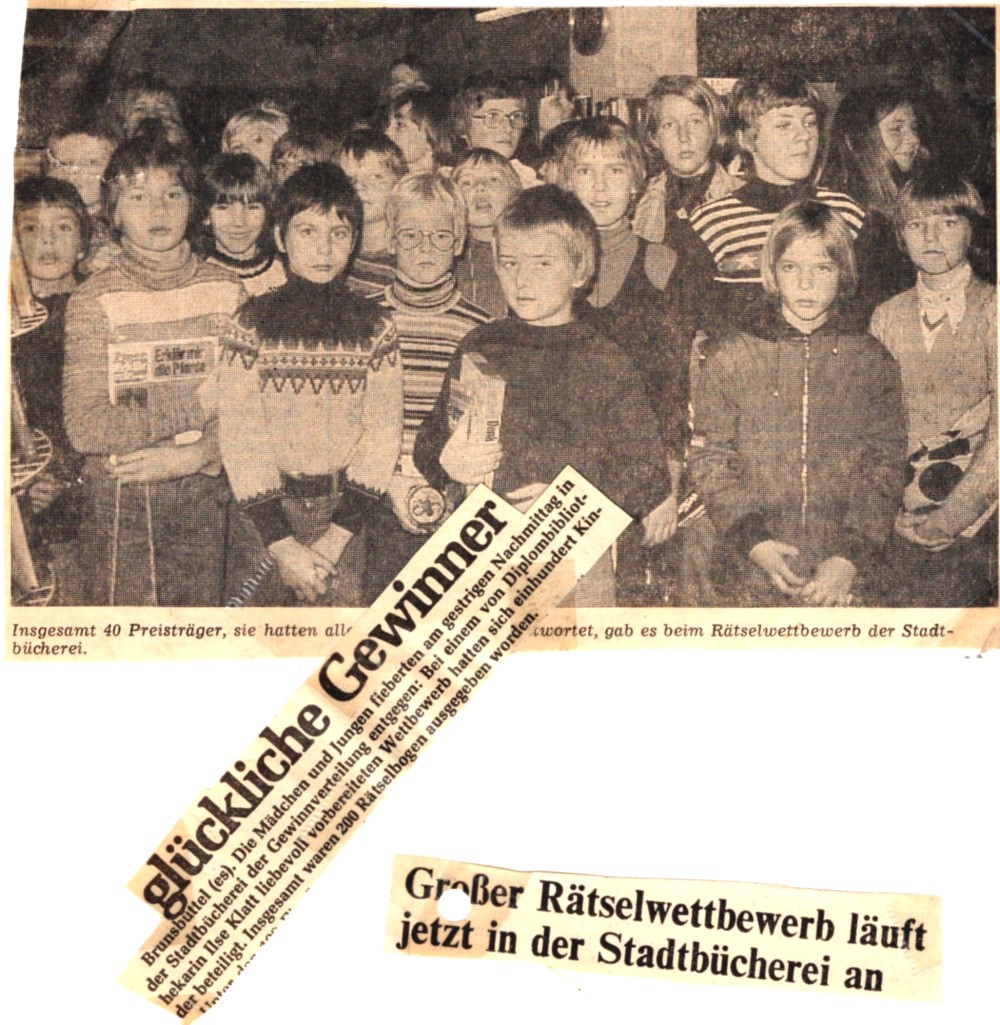 Erklär mir
die Pferde
Insgesamt 40 Preisträger, sie hatten alle
twortet, gab es beim Rätselwettbewerb der Stadt-
bücherei.
glückliche Gewinner
Brunsbüttel (es). Die Mädchen und Jungen fieberten am gestrigen Nachmittag in
der Stadtbücherei der Gewinnverteilung entgegen: Bei einem von Diplombibliot-
hekarin Ilse Klatt liebevoll vorbereiteten Wettbewerb hatten sich einhundert Kin-
der beteiligt. Insgesamt waren 200 Rätselbogen ausgegeben worden.
Großer Rätselwettbewerb läuft
jetzt in der Stadtbücherei an